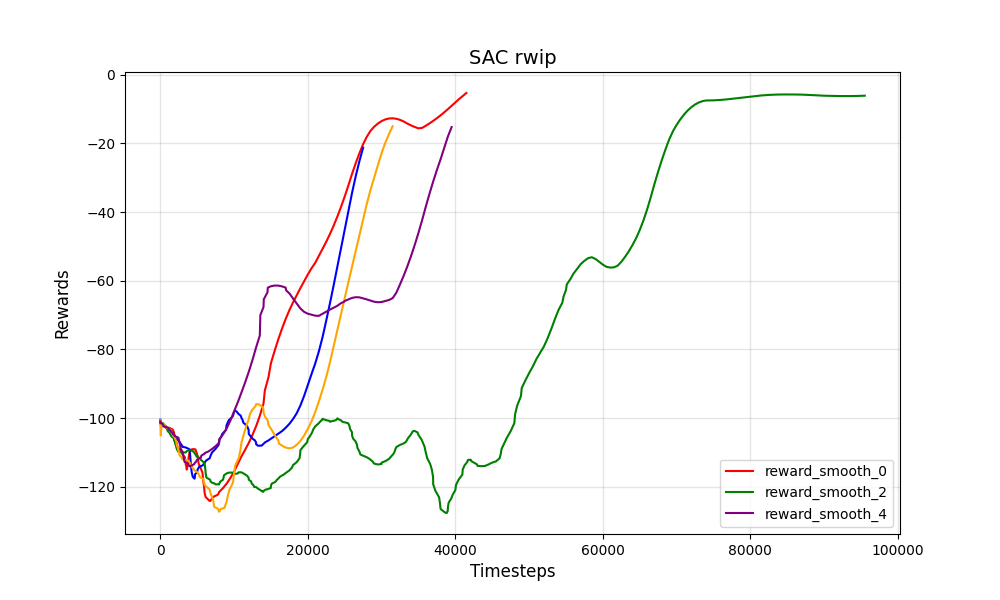 SAC rwip
Rewards
0
−20
−40
−60
−80
−100
−120
0
20000
40000
60000
80000
100000
Timesteps
reward_smooth_0
reward_smooth_2
reward_smooth_4